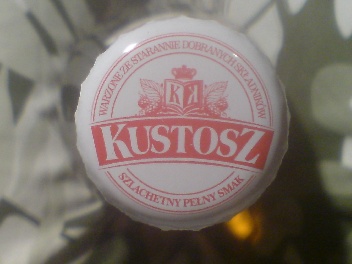 WARZONE ZE STARANNIE DOBRANYCH SKŁADNIKÓW
KUSTOSZ
SZLACHETNY PEŁNY SMAK